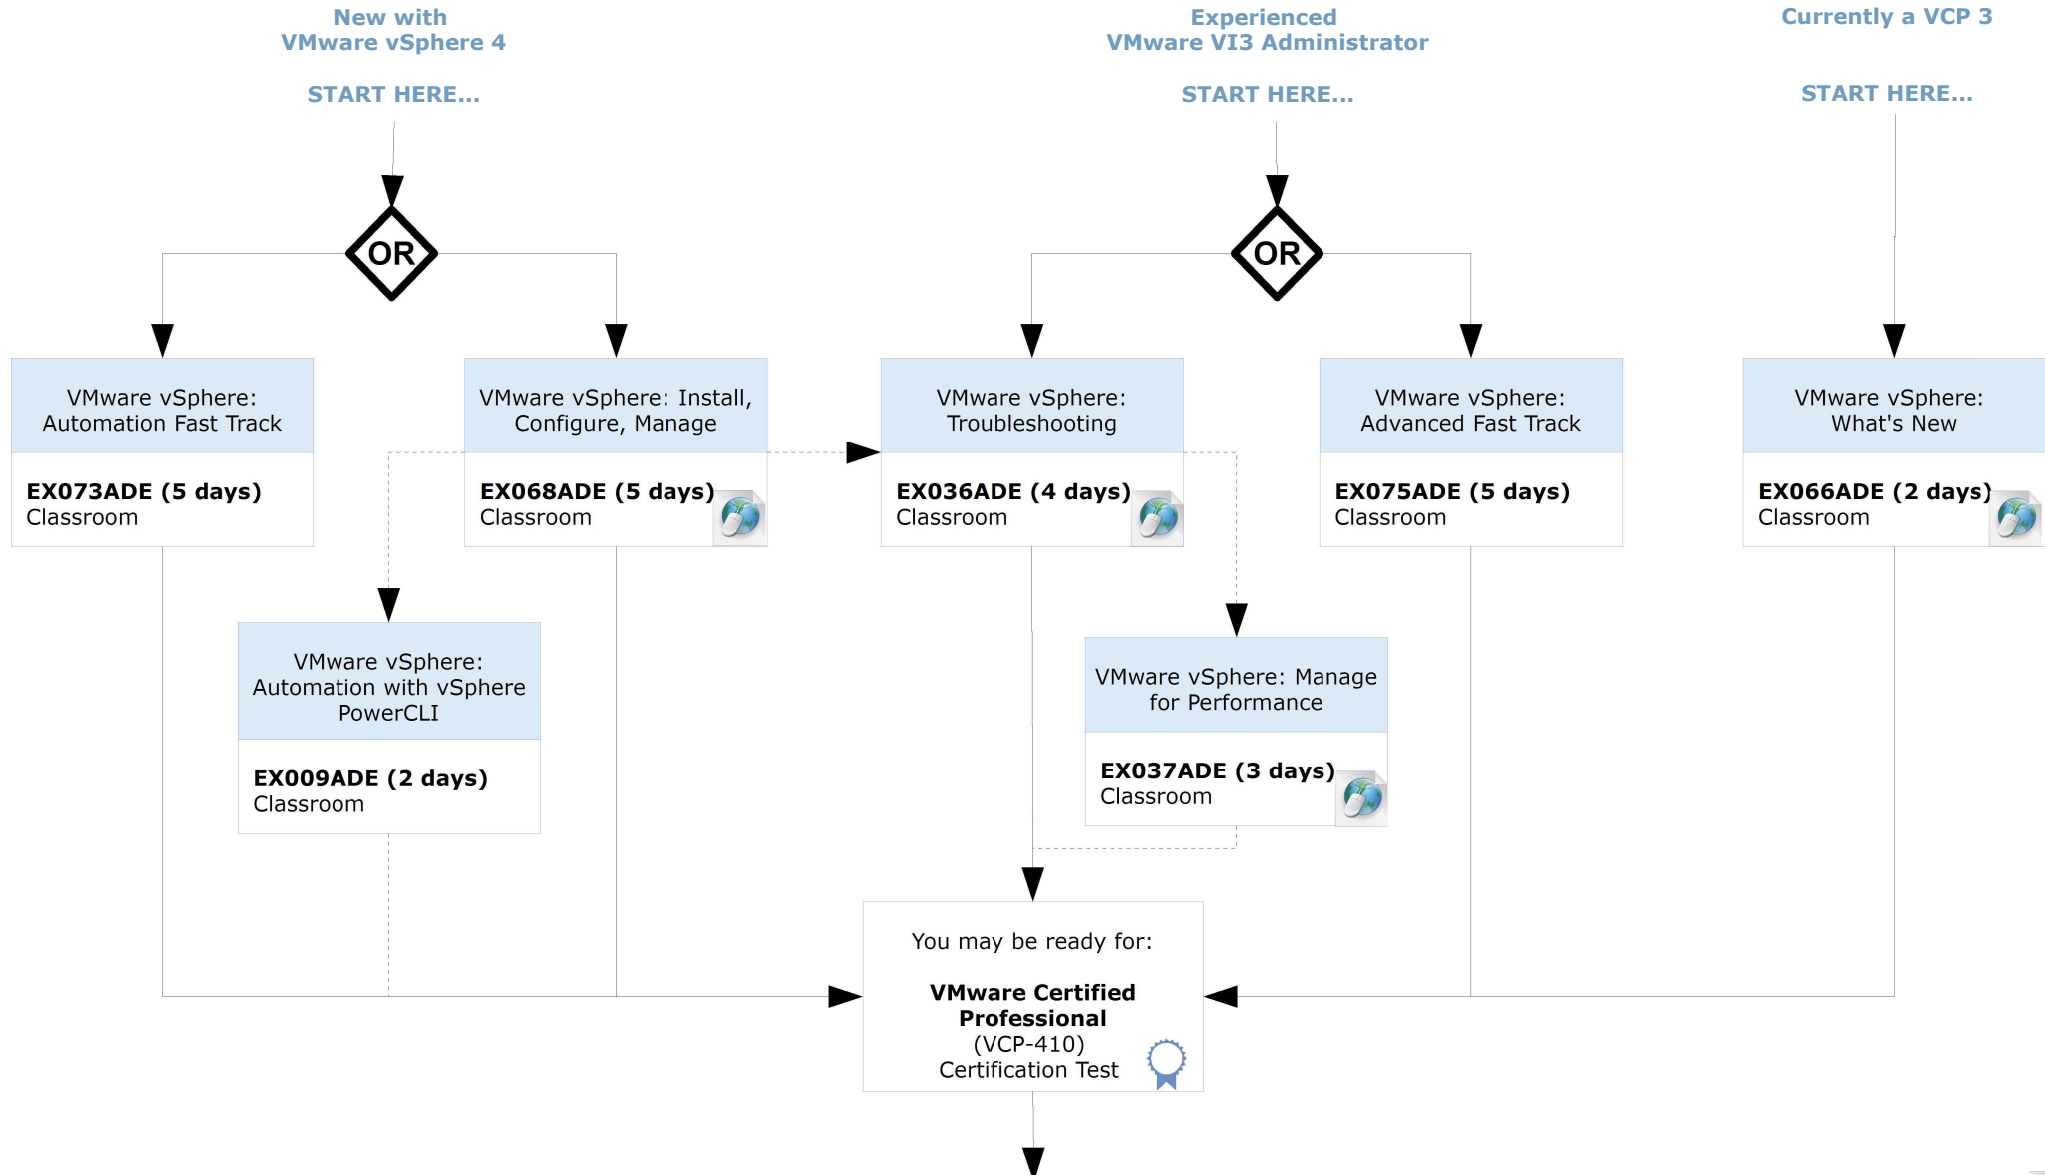 New with
VMware vSphere 4
START HERE...
Experienced
VMware VI3 Administrator
START HERE...
Currently a VCP 3
START HERE...
OR
OR
VMware vSphere:
Automation Fast Track
EX073ADE (5 days)
Classroom
VMware vSphere: Install,
Configure, Manage
EX068ADE (5 days)
Classroom
VMware vSphere:
Troubleshooting
EX036ADE (4 days)
Classroom
VMware vSphere:
Advanced Fast Track
EX075ADE (5 days)
Classroom
VMware vSphere:
What's New
EX066ADE (2 days)
Classroom
VMware vSphere:
Automation with vSphere
PowerCLI
EX009ADE (2 days)
Classroom
VMware vSphere: Manage
for Performance
EX037ADE (3 days)
Classroom
You may be ready for:
VMware Certified
Professional
(VCP-410)
Certification Test